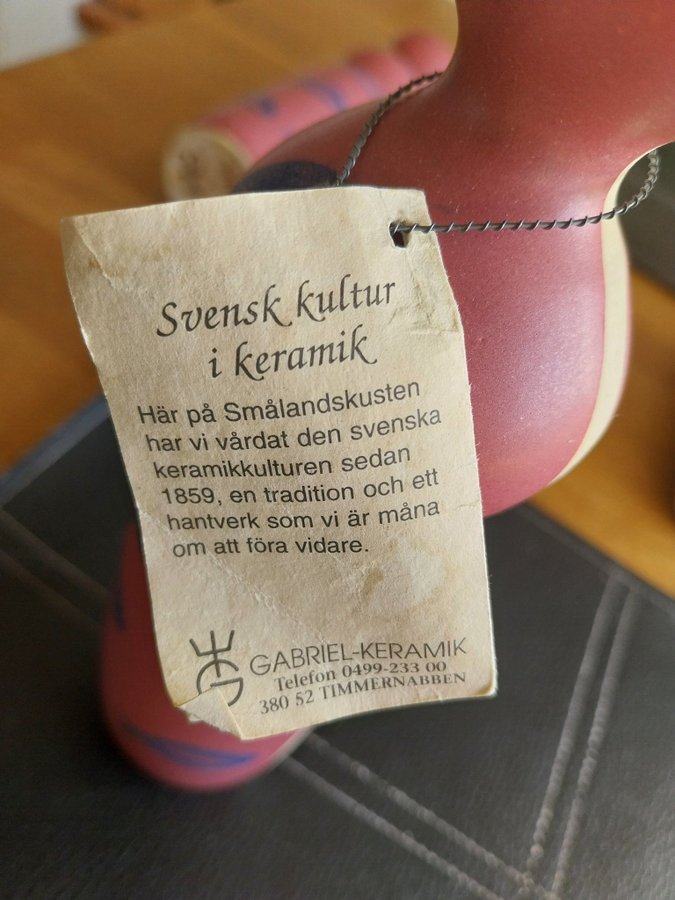 Svensk kultur
i keramik
Här på Smålandskusten
har vi vårdat den svenska
keramikkulturen sedan
1859, en tradition och ett
hantverk som vi är måna
om att föra vidare.
GABRIEL-KERAMIK
Telefon 0499-233 00
380 52 TIMMERNABBEN